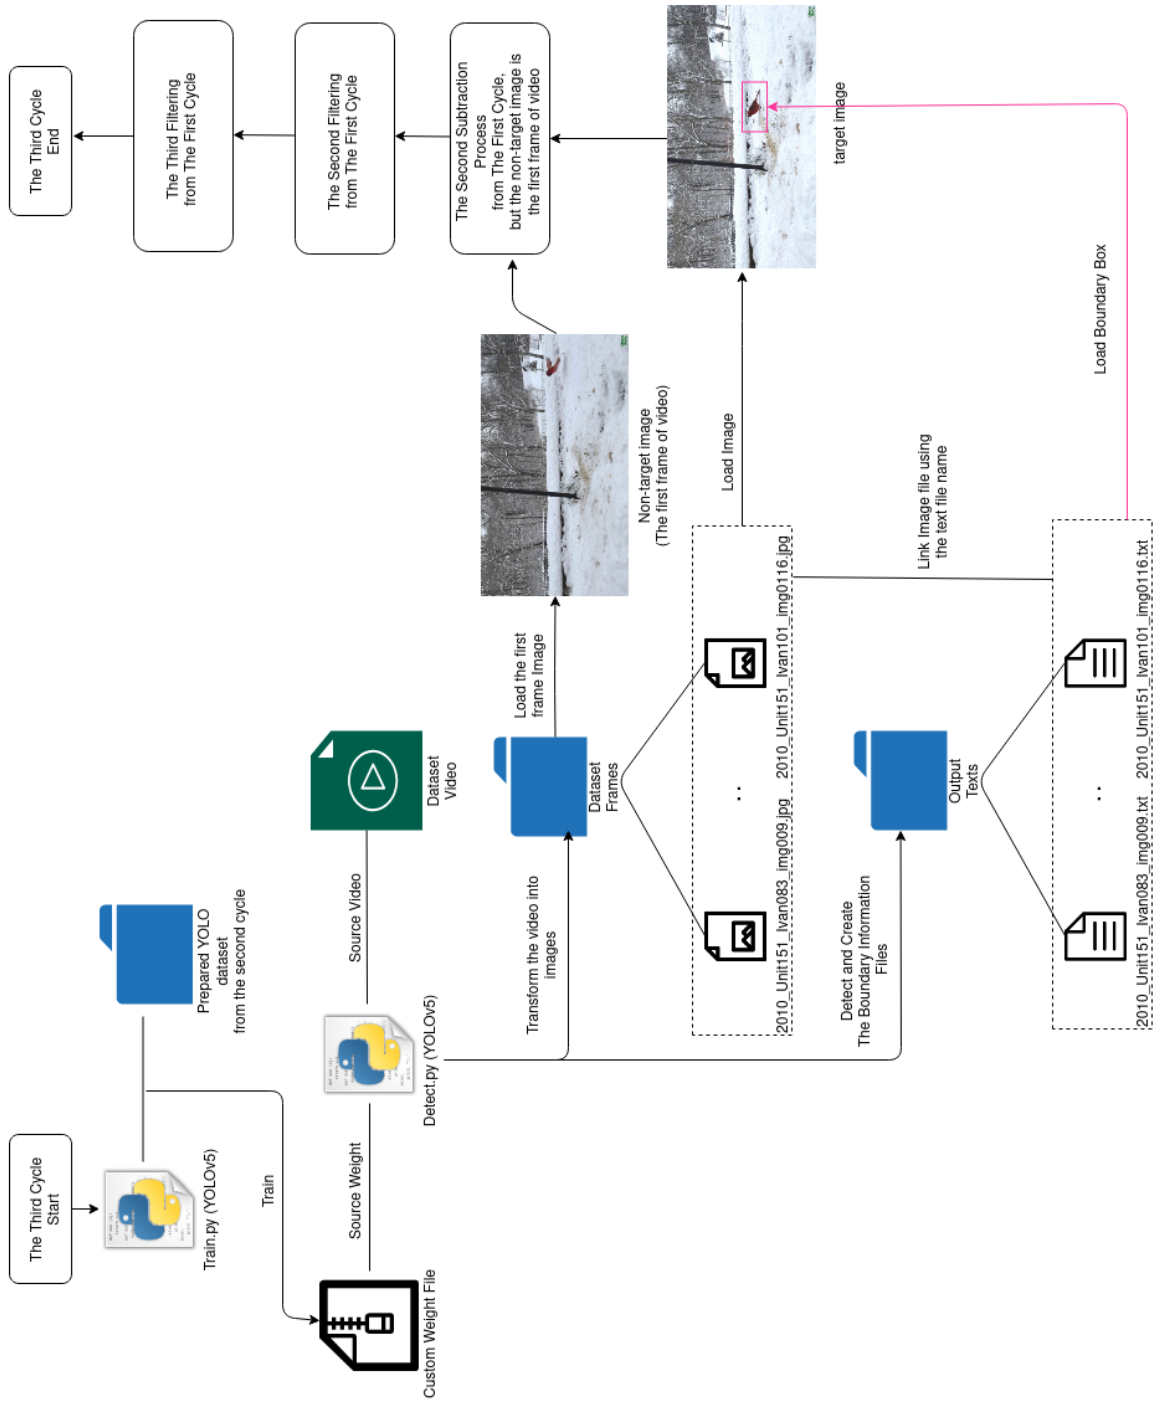 The Third Cycle
Start
Train.py (YOLOv5)
Prepared YOLO
dataset
from the second cycle
Train
Custom Weight File
Source Weight
Detect.py (YOLOv5)
Source Video
Dataset
Video
Transform the video into
images
Dataset
Frames
Load the first
frame Image
Non-target image
(The first frame of video)
2010_Unit151_Ivan083_img009.jpg
..
2010_Unit151_Ivan101_img0116.jpg
Load Image
target image
Detect and Create
The Boundary Information
Files
Output
Texts
2010_Unit151_Ivan083_img009.txt
..
2010_Unit151_Ivan101_img0116.txt
Link Image file using
the text file name
Load Boundary Box
The Second Subtraction
Process
from The First Cycle,
but the non-target image is
the first frame of video
The Second Filtering
from The First Cycle
The Third Filtering
from The First Cycle
The Third Cycle
End